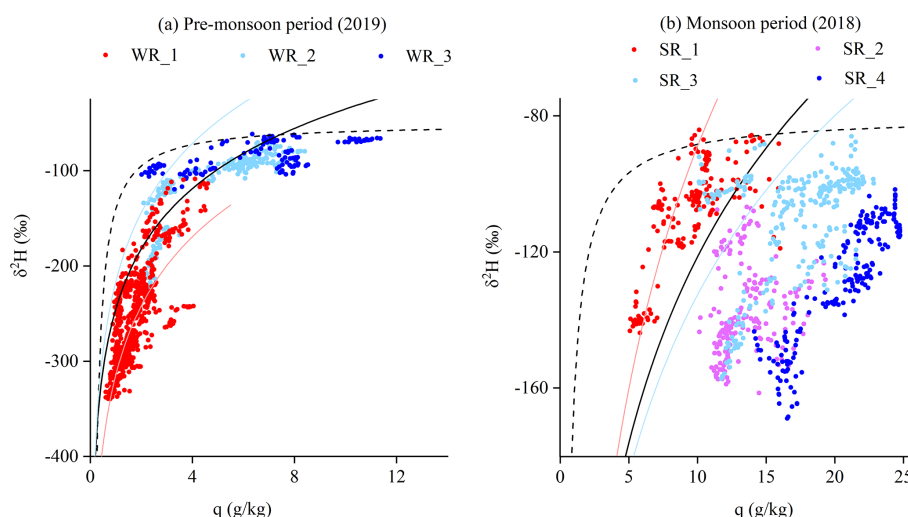 (a) Pre-monsoon period (2019)
WR_1 WR_2 WR_3
δ²H (‰)
-100
-200
-300
-400
0 4 8 12
q (g/kg)
(b) Monsoon period (2018)
SR_1 SR_2
SR_3 SR_4
δ²H (‰)
-80
-120
-160
0 5 10 15 20 25
q (g/kg)